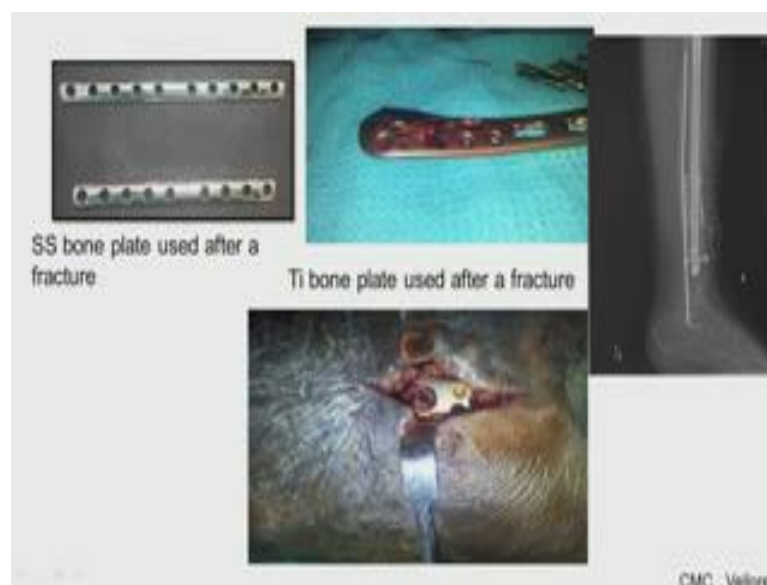 SS bone plate used after a
fracture
Ti bone plate used after a fracture
CMC Vellore